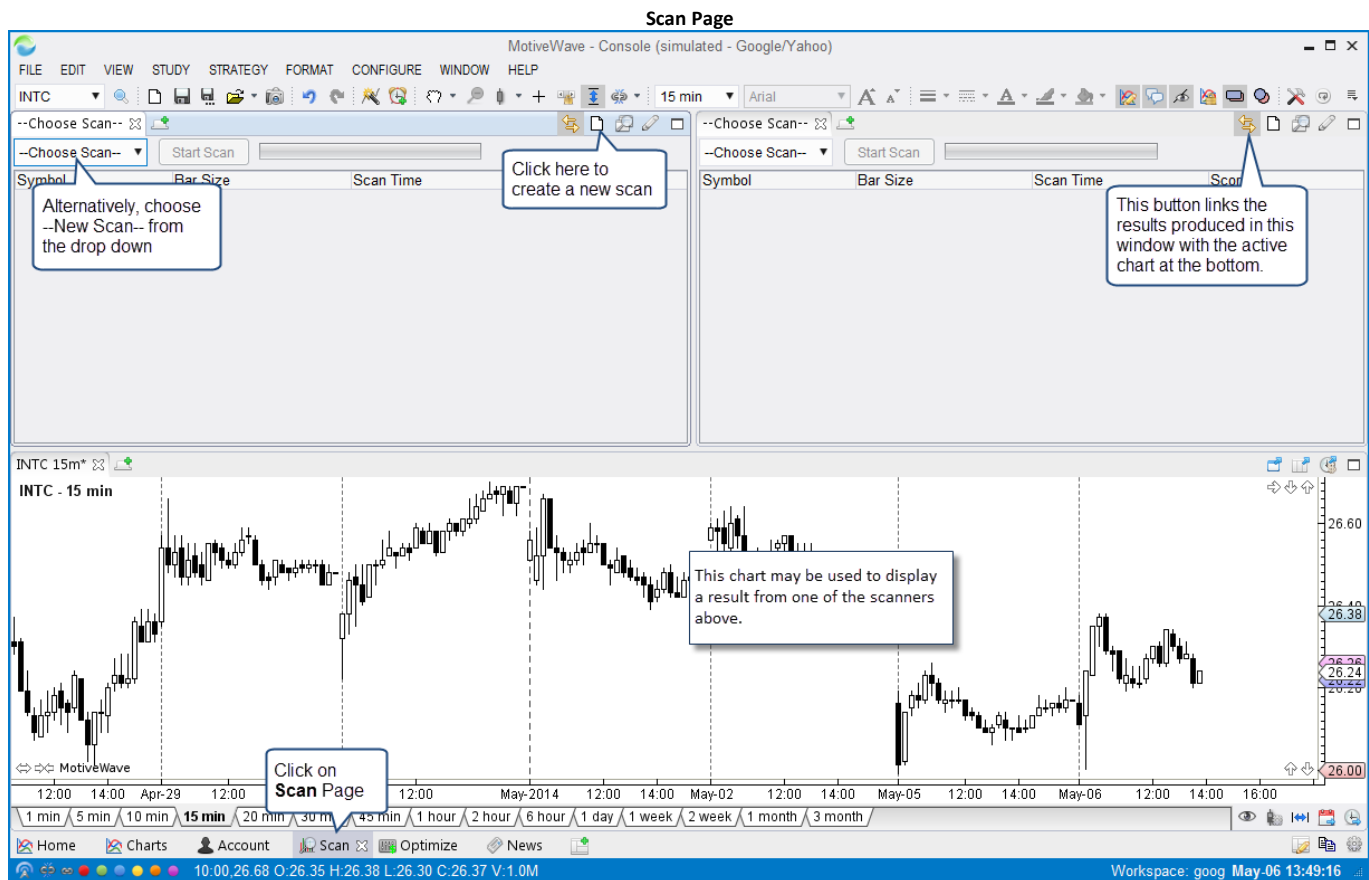 Scan Page
MotiveWave - Console (simulated - Google/Yahoo)
FILE EDIT VIEW STUDY STRATEGY FORMAT CONFIGURE WINDOW HELP
INTC 15 min Arial
--Choose Scan--
--Choose Scan-- Start Scan
Symbol Bar Size Scan Time
Click here to
create a new scan
Alternatively, choose
--New Scan-- from
the drop down
--Choose Scan--
--Choose Scan-- Start Scan
Symbol Bar Size Scan Time
This button links the
results produced in this
window with the active
chart at the bottom.
INTC 15m*
INTC - 15 min
This chart may be used to display
a result from one of the scanners
above.
26.60
26.38
26.26
26.24
26.22
26.20
26.00
MotiveWave
Click on
Scan Page
12:00 14:00 Apr-29 12:00 12:00 May-2014 12:00 14:00 May-02 12:00 14:00 May-05 12:00 14:00 May-06 12:00 14:00 16:00
1 min 5 min 10 min 15 min 20 min 30 m 45 min 1 hour 2 hour 6 hour 1 day 1 week 2 week 1 month 3 month
Home Charts Account Scan Optimize News
10:00,26.68 O:26.35 H:26.38 L:26.30 C:26.37 V:1.0M Workspace: goog May-06 13:49:16